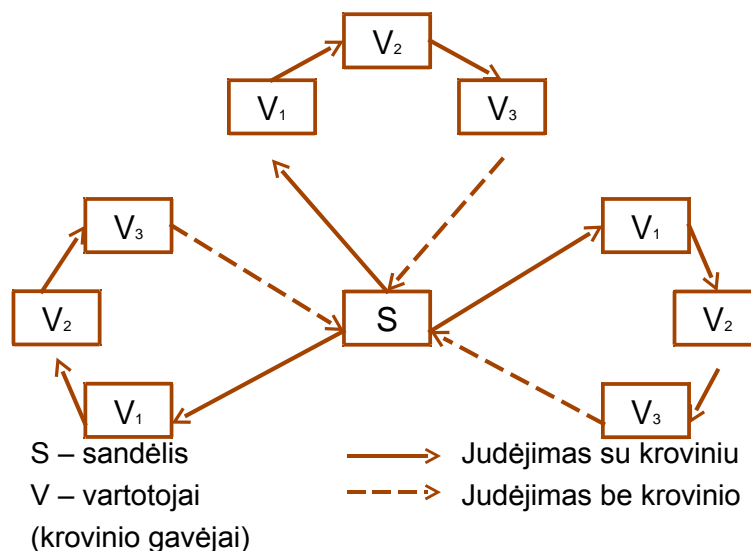 V₂
V₁
V₃
V₃
V₁
V₂
S
V₂
V₁
V₃
S – sandėlis
Judėjimas su kroviniu
V – vartotojai
Judėjimas be krovinio
(krovinio gavėjai)